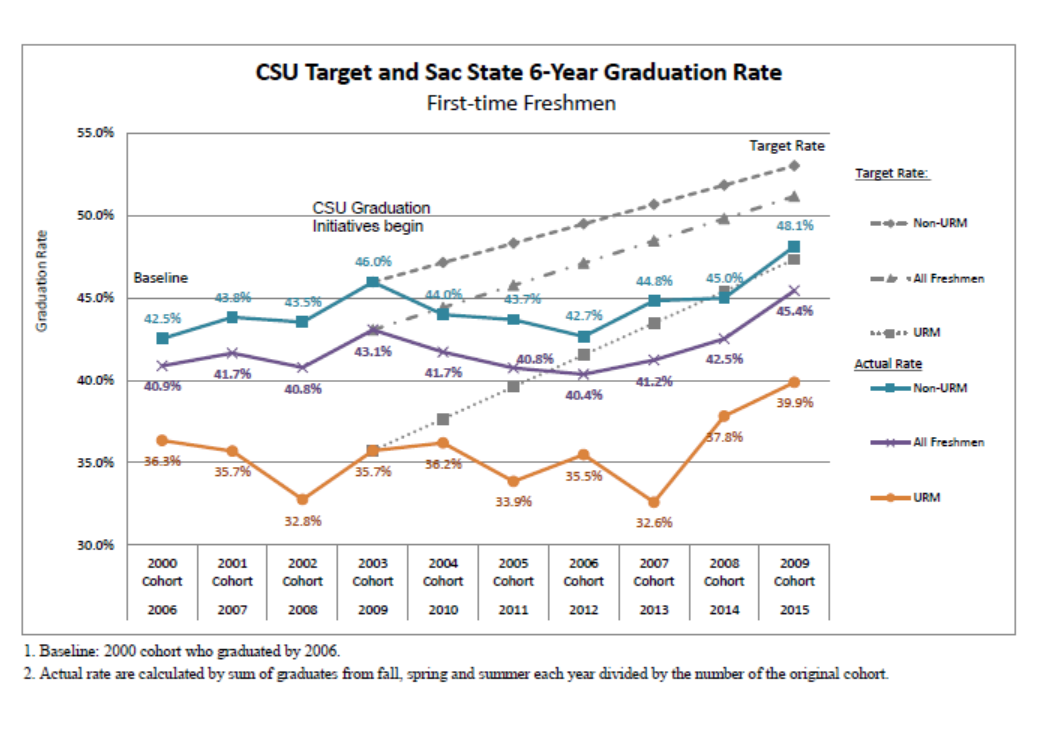 CSU Target and Sac State 6-Year Graduation Rate
First-time Freshmen
Graduation Rate
55.0%
50.0%
45.0%
40.0%
35.0%
30.0%
Target Rate
CSU Graduation
Initiatives begin
Baseline
42.5%
43.8%
43.5%
46.0%
44.0%
43.7%
42.7%
44.8%
45.0%
48.1%
40.9%
41.7%
40.8%
43.1%
41.7%
40.8%
40.4%
41.2%
42.5%
45.4%
36.3%
35.7%
32.8%
35.7%
36.2%
33.9%
35.5%
32.6%
37.8%
39.9%
2000 2001 2002 2003 2004 2005 2006 2007 2008 2009
Cohort Cohort Cohort Cohort Cohort Cohort Cohort Cohort Cohort Cohort
2006 2007 2008 2009 2010 2011 2012 2013 2014 2015
Target Rate:
Non-URM
All Freshmen
URM
Actual Rate
Non-URM
All Freshmen
URM
1. Baseline: 2000 cohort who graduated by 2006.
2. Actual rate are calculated by sum of graduates from fall, spring and summer each year divided by the number of the original cohort.